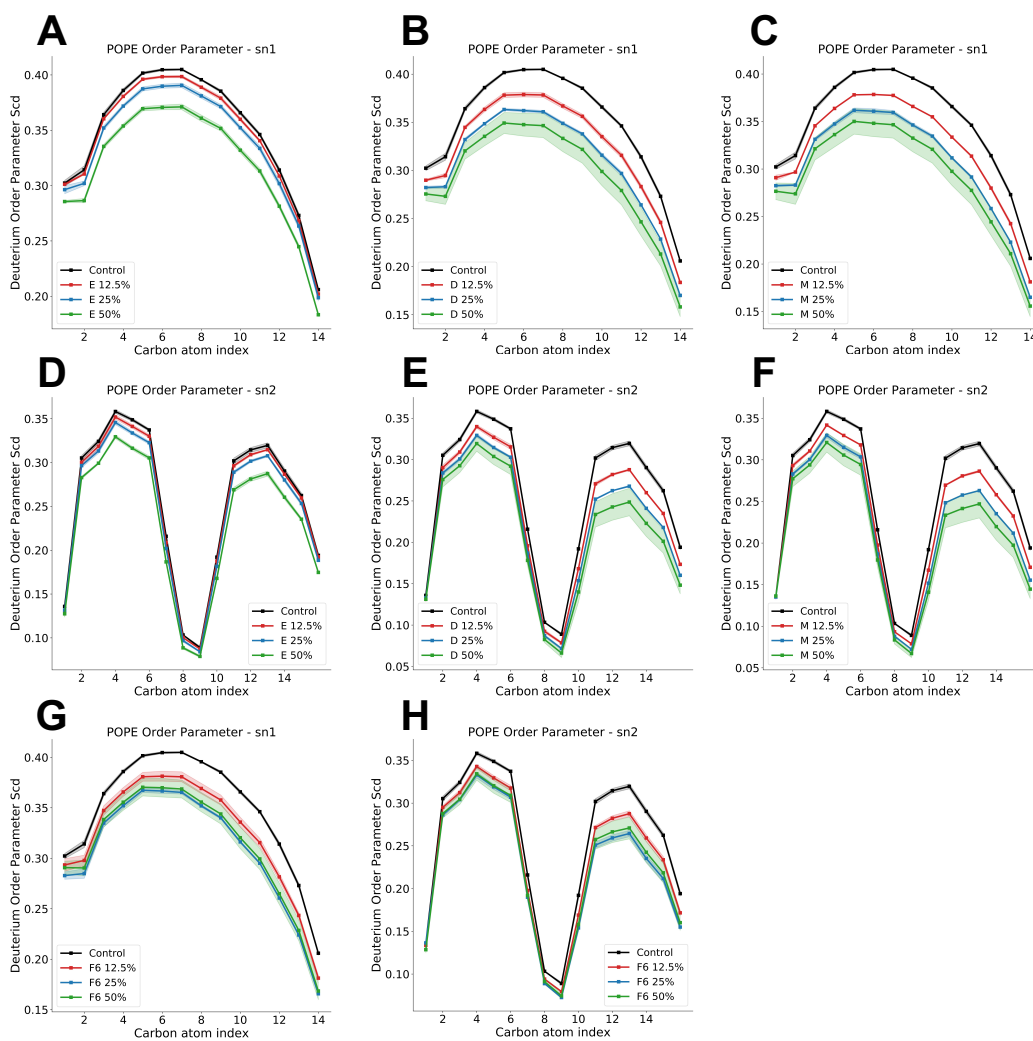 A
POPE Order Parameter - sn1
Deuterium Order Parameter Scd
0.40
0.35
0.30
0.25
0.20
Control
E 12.5%
E 25%
E 50%
2 4 6 8 10 12 14
Carbon atom index
B
POPE Order Parameter - sn1
Deuterium Order Parameter Scd
0.40
0.35
0.30
0.25
0.20
0.15
Control
D 12.5%
D 25%
D 50%
2 4 6 8 10 12 14
Carbon atom index
C
POPE Order Parameter - sn1
Deuterium Order Parameter Scd
0.40
0.35
0.30
0.25
0.20
0.15
Control
M 12.5%
M 25%
M 50%
2 4 6 8 10 12 14
Carbon atom index
D
POPE Order Parameter - sn2
Deuterium Order Parameter Scd
0.35
0.30
0.25
0.20
0.15
0.10
Control
E 12.5%
E 25%
E 50%
2 4 6 8 10 12 14
Carbon atom index
E
POPE Order Parameter - sn2
Deuterium Order Parameter Scd
0.35
0.30
0.25
0.20
0.15
0.10
0.05
Control
D 12.5%
D 25%
D 50%
2 4 6 8 10 12 14
Carbon atom index
F
POPE Order Parameter - sn2
Deuterium Order Parameter Scd
0.35
0.30
0.25
0.20
0.15
0.10
0.05
Control
M 12.5%
M 25%
M 50%
2 4 6 8 10 12 14
Carbon atom index
G
POPE Order Parameter - sn1
Deuterium Order Parameter Scd
0.40
0.35
0.30
0.25
0.20
0.15
Control
F6 12.5%
F6 25%
F6 50%
2 4 6 8 10 12 14
Carbon atom index
H
POPE Order Parameter - sn2
Deuterium Order Parameter Scd
0.35
0.30
0.25
0.20
0.15
0.10
Control
F6 12.5%
F6 25%
F6 50%
2 4 6 8 10 12 14
Carbon atom index